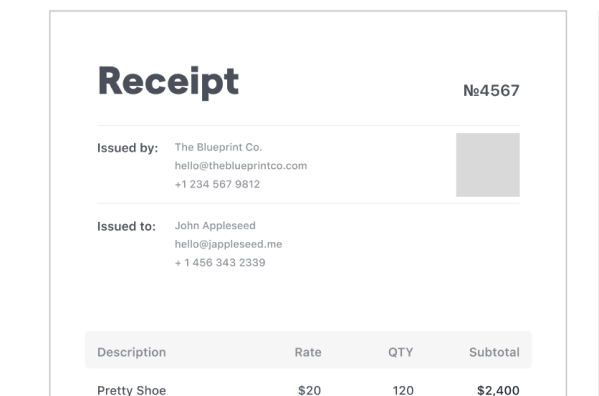 Receipt
№4567
Issued by: The Blueprint Co.
hello@theblueprintco.com
+1 234 567 9812
Issued to: John Appleseed
hello@jappleseed.me
+ 1 456 343 2339
Description Rate QTY Subtotal
Pretty Shoe $20 120 $2,400